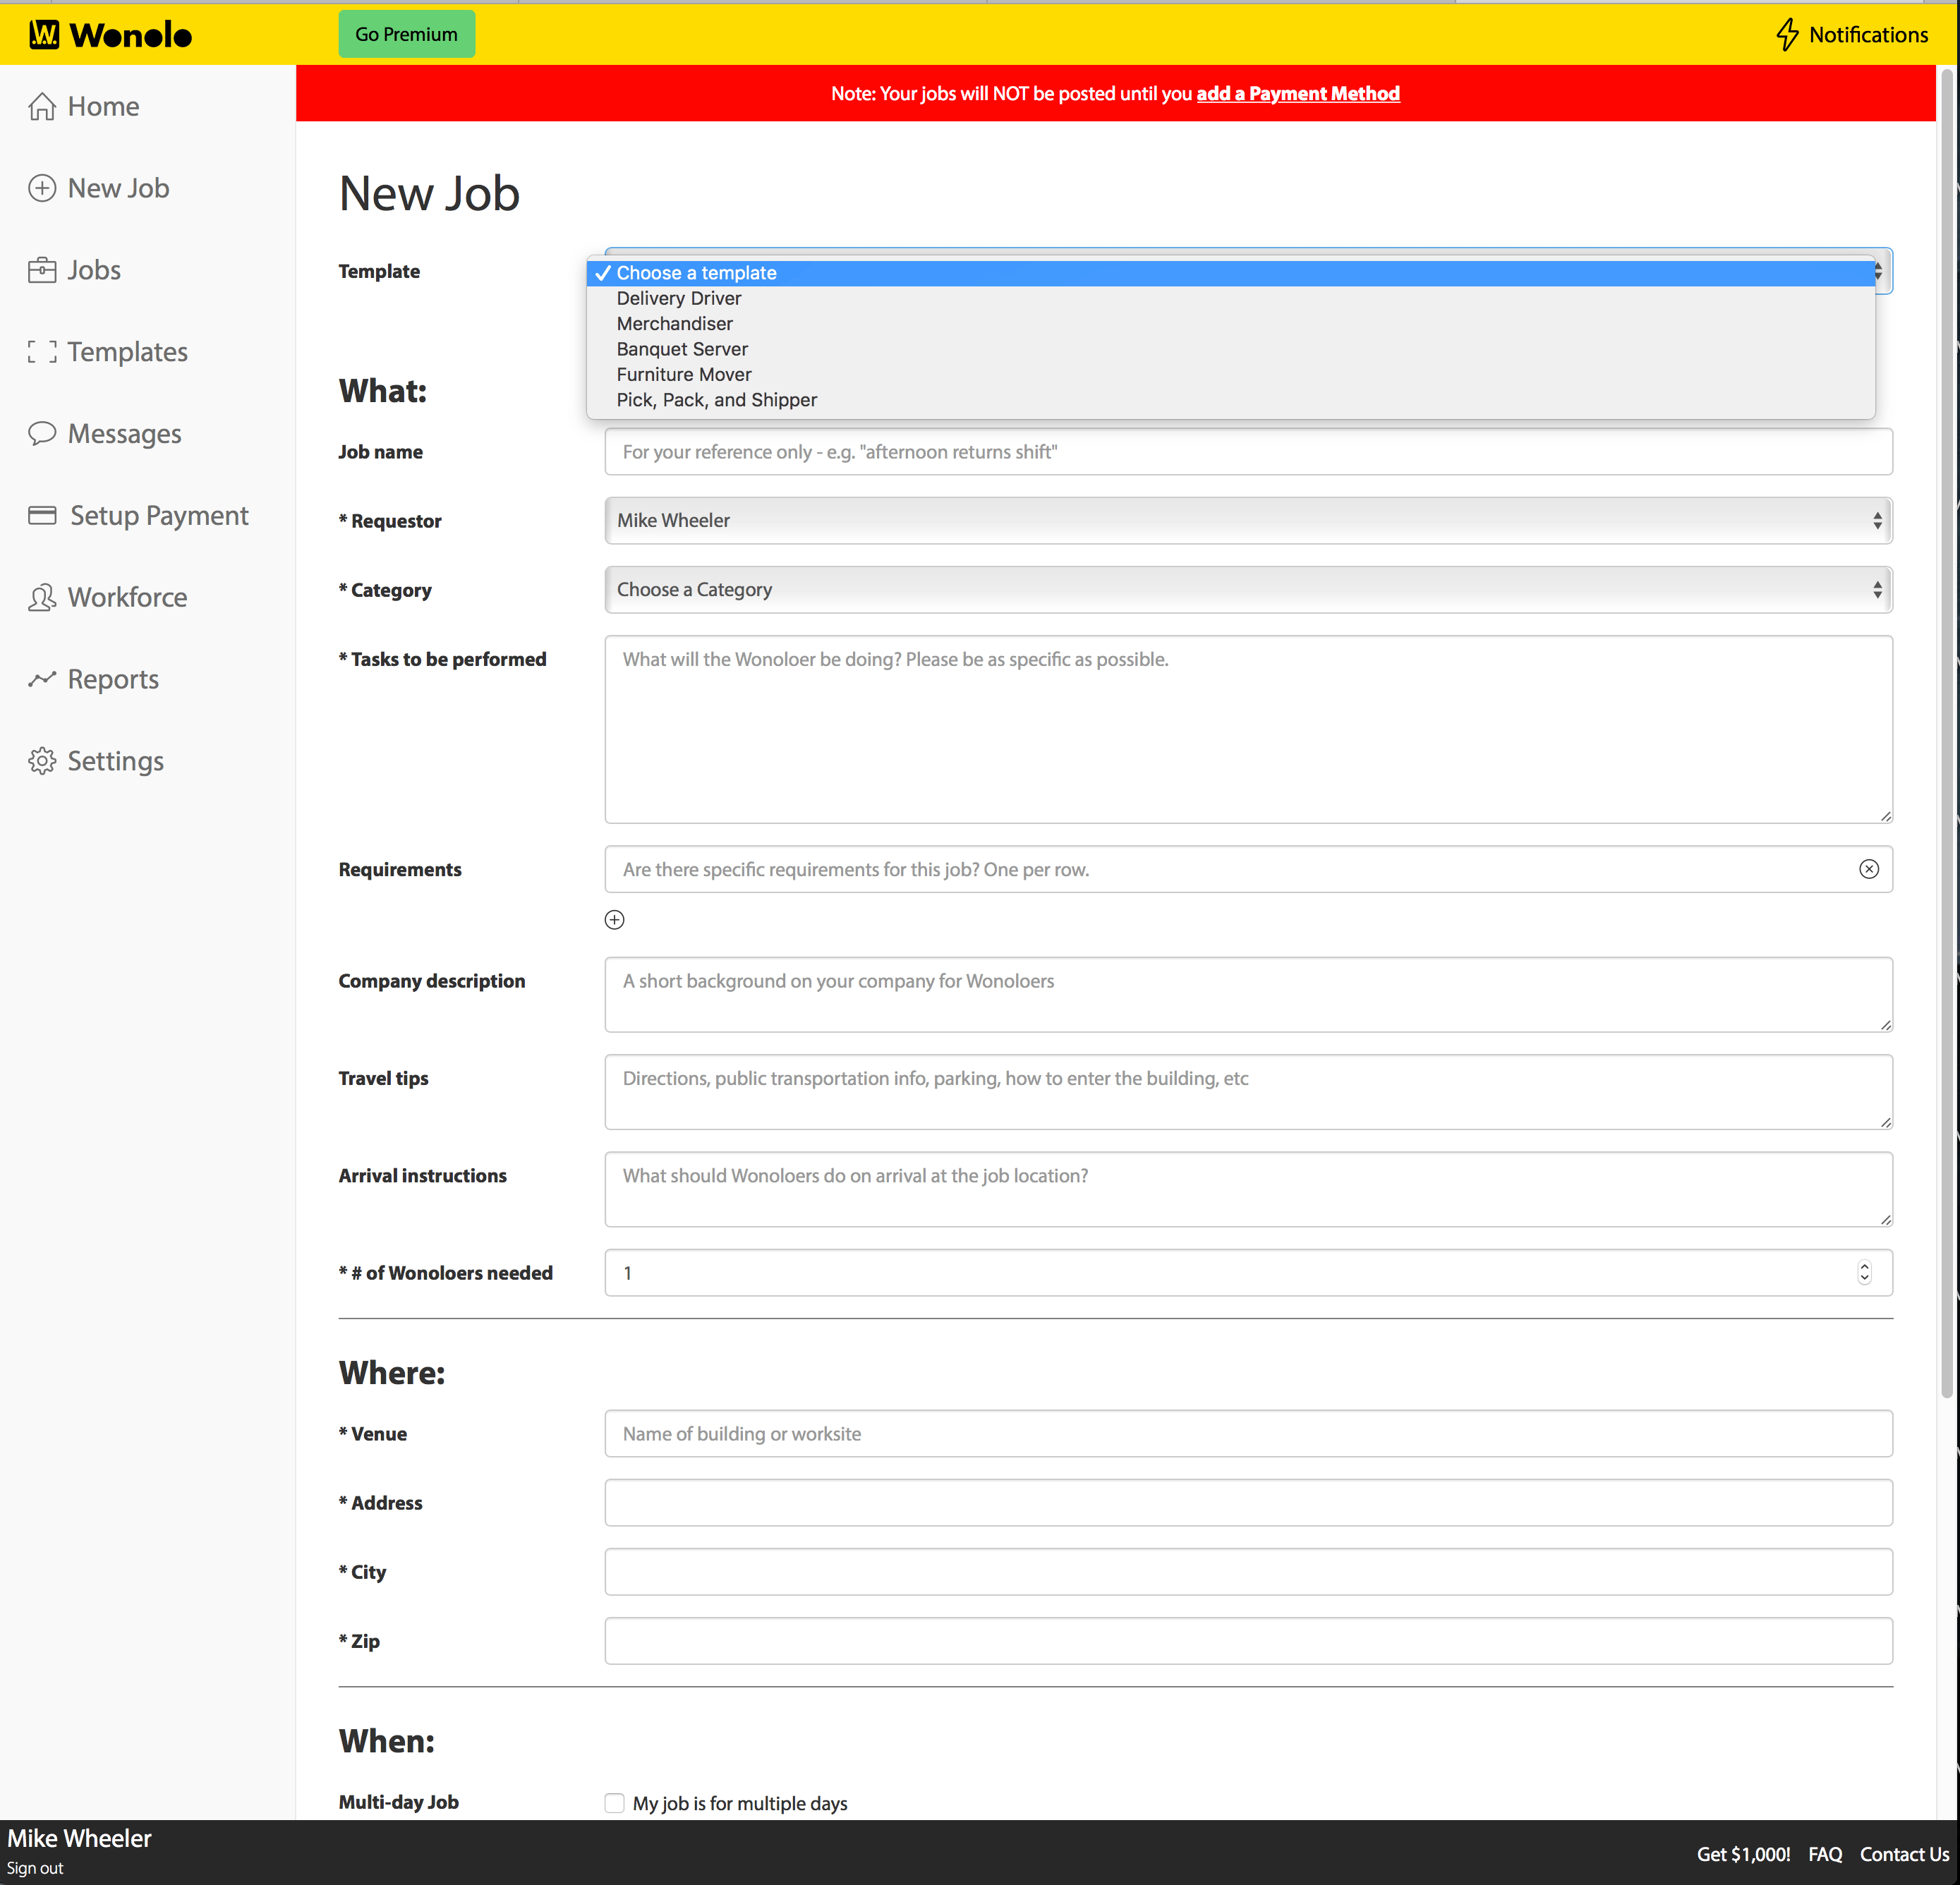 W Wonolo
Go Premium
Notifications
Home
New Job
Jobs
Templates
Messages
Setup Payment
Workforce
Reports
Settings
Note: Your jobs will NOT be posted until you add a Payment Method
New Job
Template
✓ Choose a template
Delivery Driver
Merchandiser
Banquet Server
Furniture Mover
Pick, Pack, and Shipper
What:
Job name
For your reference only - e.g. "afternoon returns shift"
* Requestor
Mike Wheeler
* Category
Choose a Category
* Tasks to be performed
What will the Wonoloer be doing? Please be as specific as possible.
Requirements
Are there specific requirements for this job? One per row.
Company description
A short background on your company for Wonoloers
Travel tips
Directions, public transportation info, parking, how to enter the building, etc
Arrival instructions
What should Wonoloers do on arrival at the job location?
* # of Wonoloers needed
1
Where:
* Venue
Name of building or worksite
* Address
* City
* Zip
When:
Multi-day Job
My job is for multiple days
Mike Wheeler
Sign out
Get $1,000!
FAQ
Contact Us